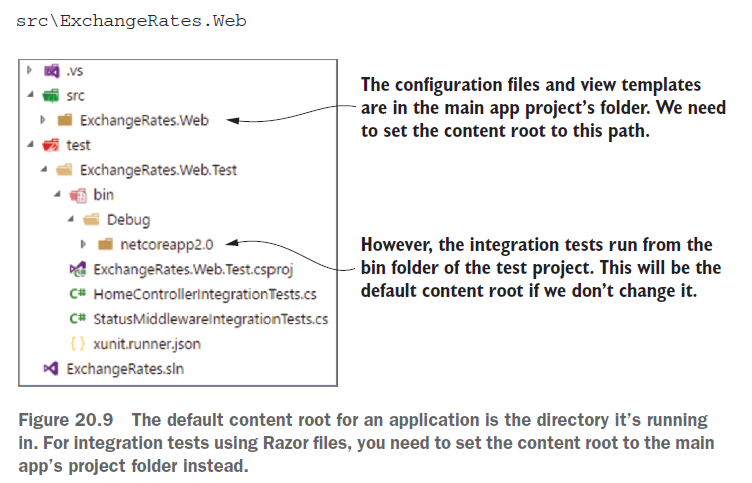 src\ExchangeRates.Web
.vs
src
ExchangeRates.Web
test
ExchangeRates.Web.Test
bin
Debug
netcoreapp2.0
ExchangeRates.Web.Test.csproj
C# HomeControllerIntegrationTests.cs
C# StatusMiddlewareIntegrationTests.cs
{ } xunit.runner.json
ExchangeRates.sln
The configuration files and view templates
are in the main app project’s folder. We need
to set the content root to this path.
However, the integration tests run from the
bin folder of the test project. This will be the
default content root if we don’t change it.
Figure 20.9 The default content root for an application is the directory it’s running
in. For integration tests using Razor files, you need to set the content root to the main
app’s project folder instead.